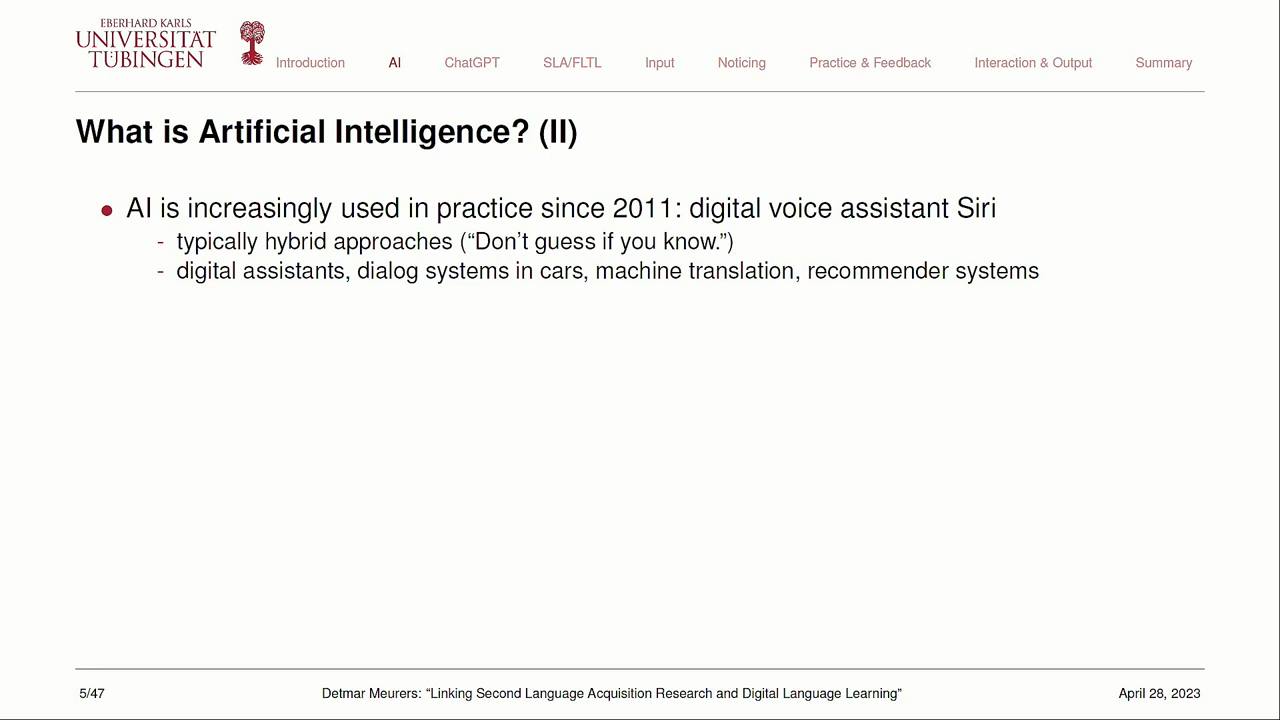 EBERHARD KARLS
UNIVERSITÄT
TÜBINGEN
Introduction AI ChatGPT SLA/FLTL Input Noticing Practice & Feedback Interaction & Output Summary
What is Artificial Intelligence? (II)
• AI is increasingly used in practice since 2011: digital voice assistant Siri
- typically hybrid approaches (“Don’t guess if you know.”)
- digital assistants, dialog systems in cars, machine translation, recommender systems
5/47 Detmar Meurers: “Linking Second Language Acquisition Research and Digital Language Learning” April 28, 2023